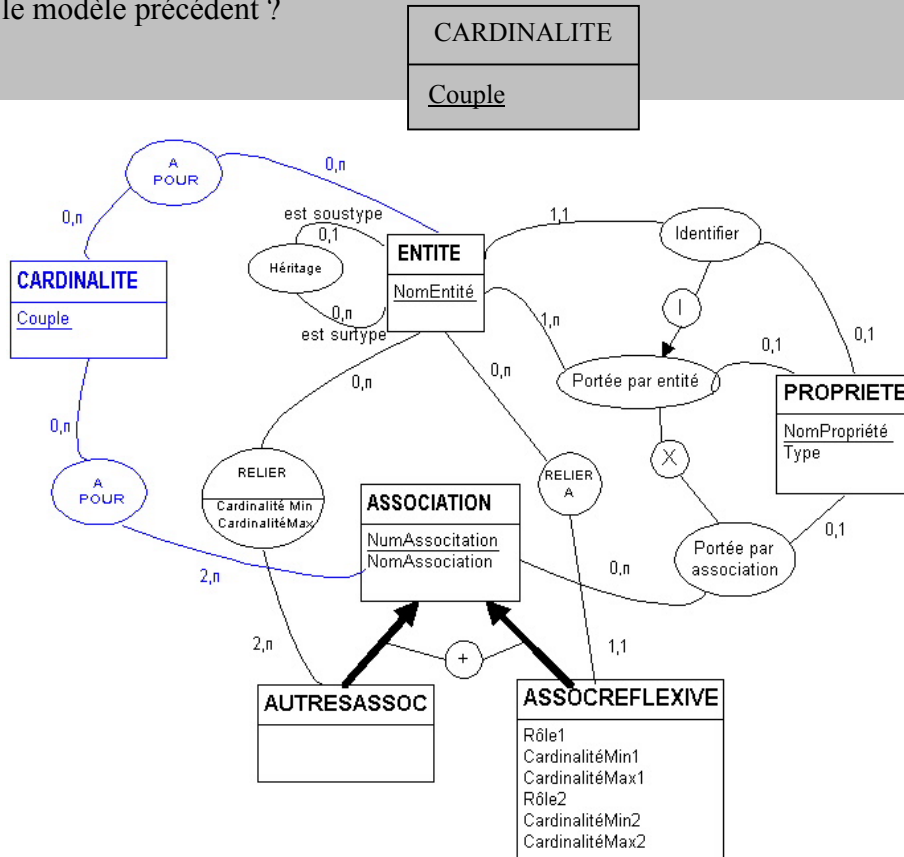 le modèle précédent ?
CARDINALITE
Couple
A
POUR
0,n
0,n
est soustype
0,1
Héritage
0,n
est surtype
ENTITE
NomEntité
1,1
Identifier
I
1,n
0,1
0,1
CARDINALITE
Couple
Portée par entité
PROPRIETE
NomPropriété
Type
0,n
0,n
0,n
X
A
POUR
RELIER
Cardinalité Min
CardinalitéMax
RELIER
A
ASSOCIATION
NumAssocitation
NomAssociation
0,1
Portée par
association
0,n
2,n
2,n
1,1
+
AUTRESASSOC
ASSOCREFLEXIVE
Rôle1
CardinalitéMin1
CardinalitéMax1
Rôle2
CardinalitéMin2
CardinalitéMax2